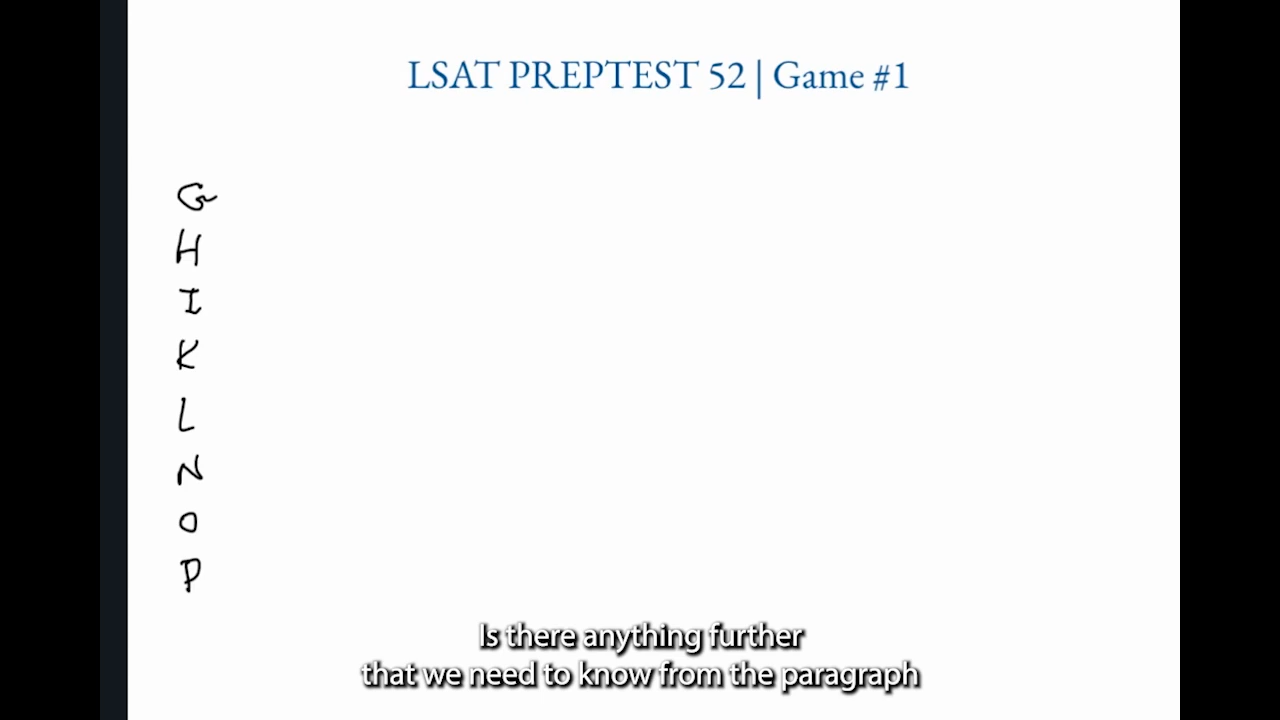 LSAT PREPTEST 52 | Game #1
G
H
I
K
L
N
O
P
Is there anything further
that we need to know from the paragraph